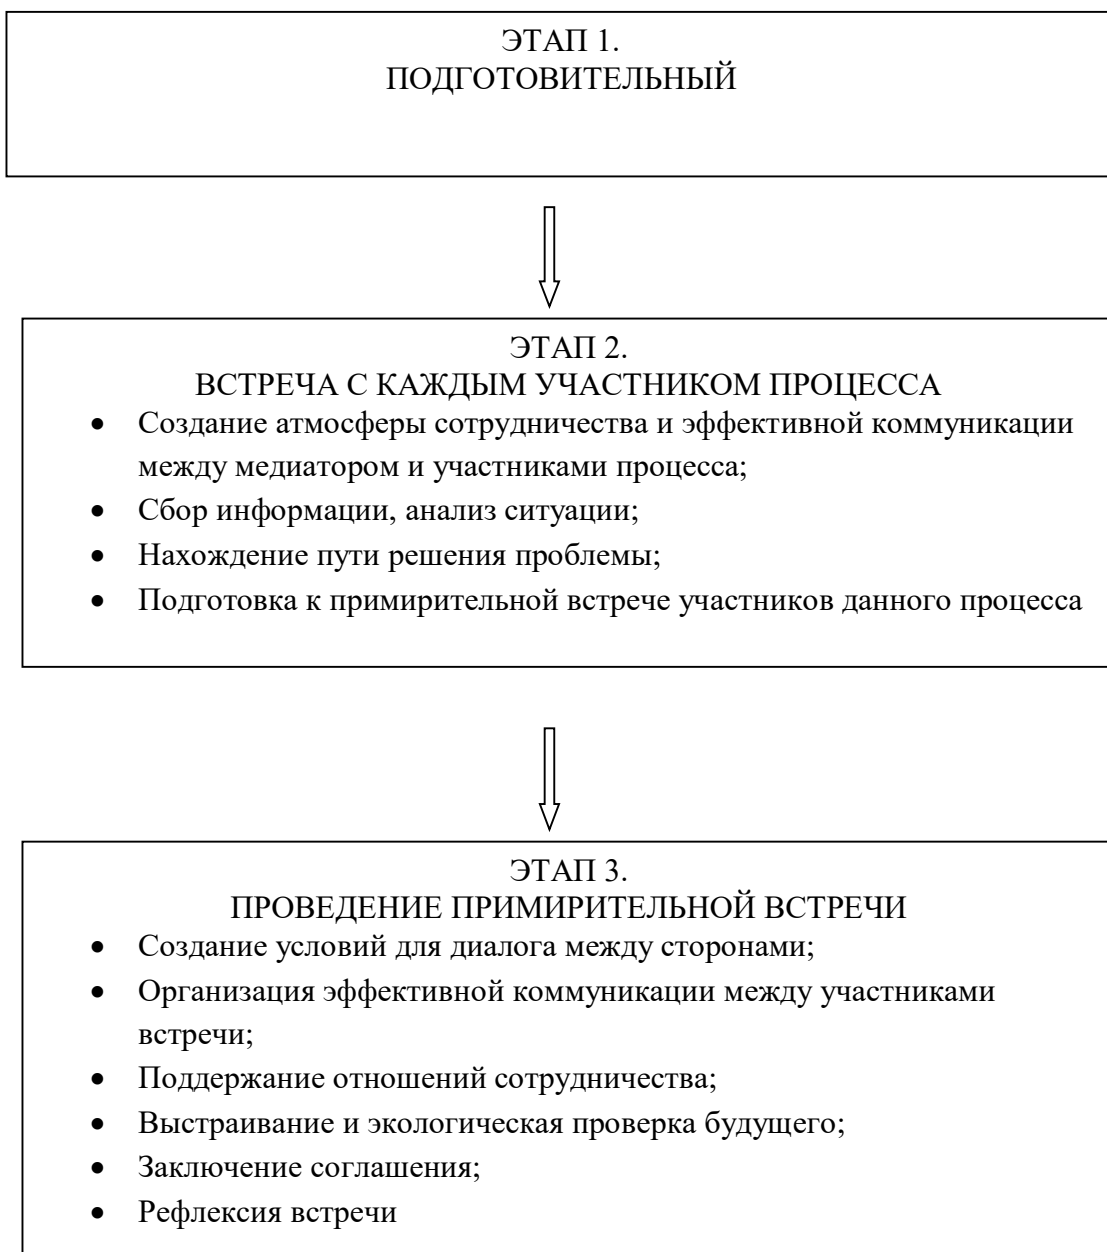 ЭТАП 1.
ПОДГОТОВИТЕЛЬНЫЙ
ЭТАП 2.
ВСТРЕЧА С КАЖДЫМ УЧАСТНИКОМ ПРОЦЕССА
• Создание атмосферы сотрудничества и эффективной коммуникации
между медиатором и участниками процесса;
• Сбор информации, анализ ситуации;
• Нахождение пути решения проблемы;
• Подготовка к примирительной встрече участников данного процесса
ЭТАП 3.
ПРОВЕДЕНИЕ ПРИМИРИТЕЛЬНОЙ ВСТРЕЧИ
• Создание условий для диалога между сторонами;
• Организация эффективной коммуникации между участниками
встречи;
• Поддержание отношений сотрудничества;
• Выстраивание и экологическая проверка будущего;
• Заключение соглашения;
• Рефлексия встречи